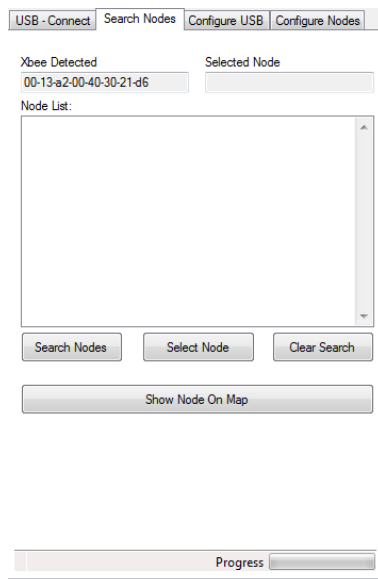 USB - Connect Search Nodes Configure USB Configure Nodes
Xbee Detected Selected Node
00-13-a2-00-40-30-21-d6
Node List:
Search Nodes Select Node Clear Search
Show Node On Map
Progress